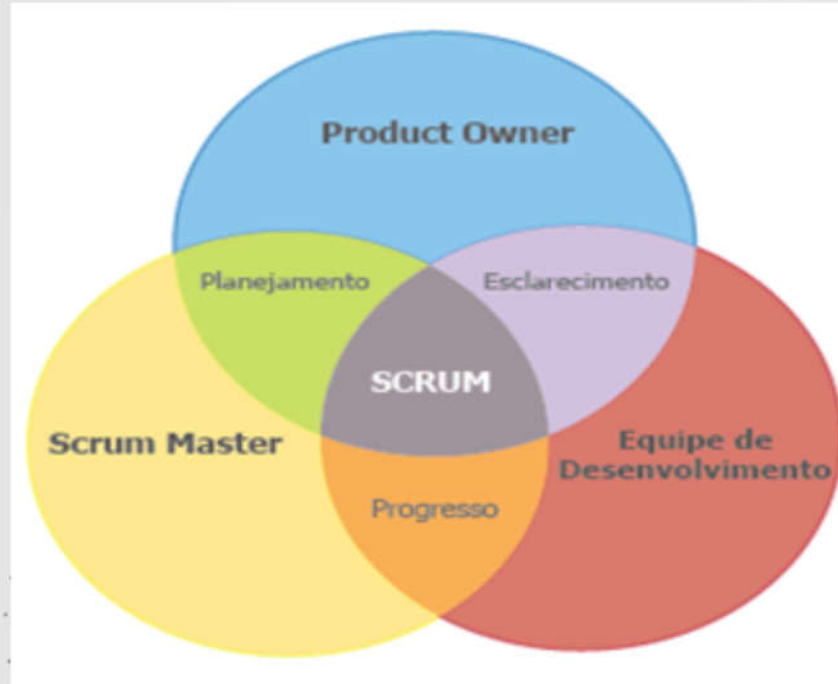 Product Owner
Planejamento
Esclarecimento
SCRUM
Scrum Master
Equipe de
Desenvolvimento
Progresso